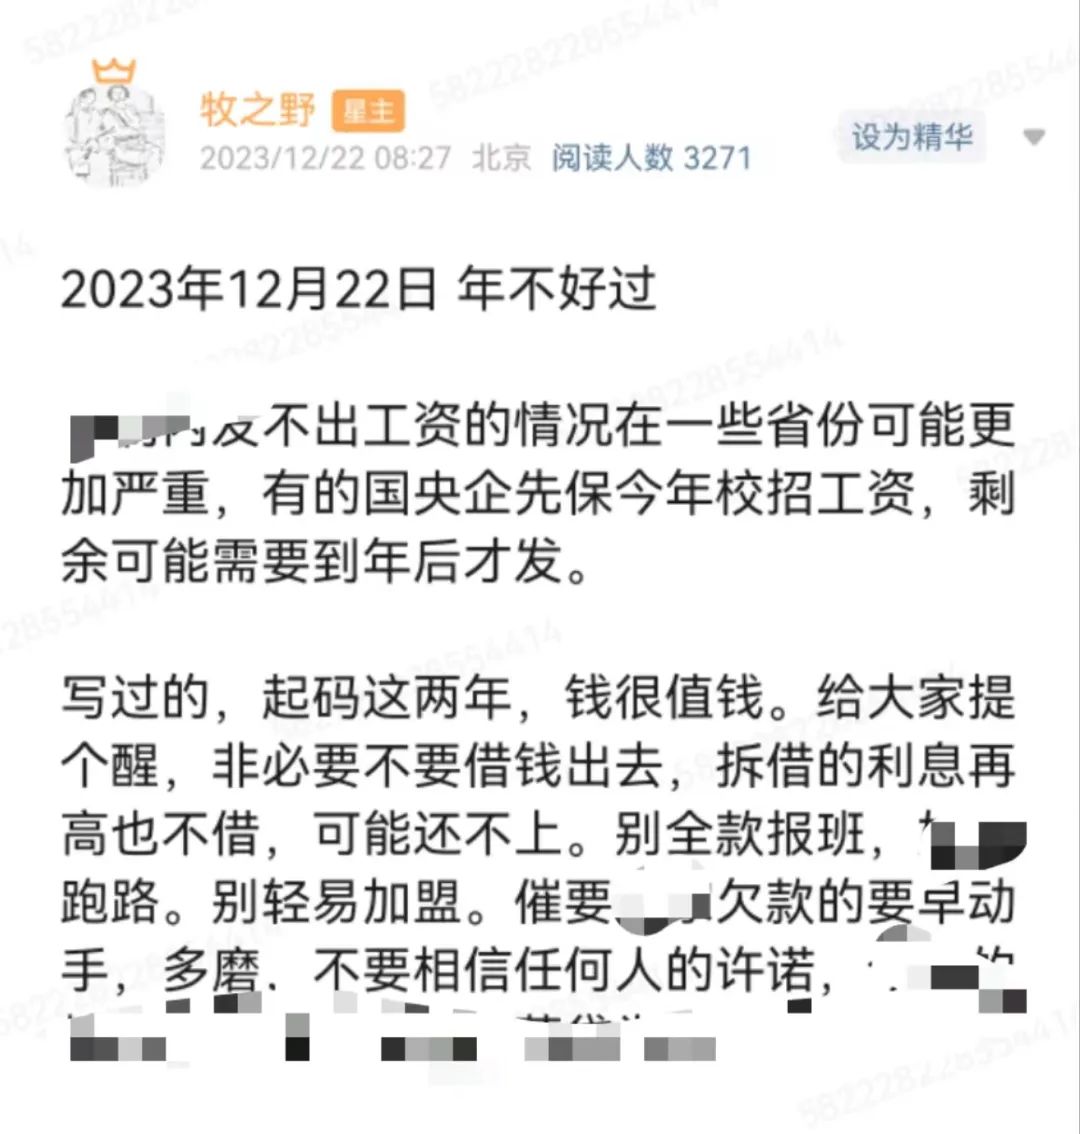 牧之野 星主
2023/12/22 08:27 北京 阅读人数 3271
设为精华
2023年12月22日 年不好过
发不出工资的情况在一些省份可能更
加严重，有的国央企先保今年校招工资，剩
余可能需要到年后才发。
写过的，起码这两年，钱很值钱。给大家提
个醒，非必要不要借钱出去，拆借的利息再
高也不借，可能还不上。别全款报班，
跑路。别轻易加盟。催要 欠款的要早动
手，多磨，不要相信任何人的许诺，
582228228554414